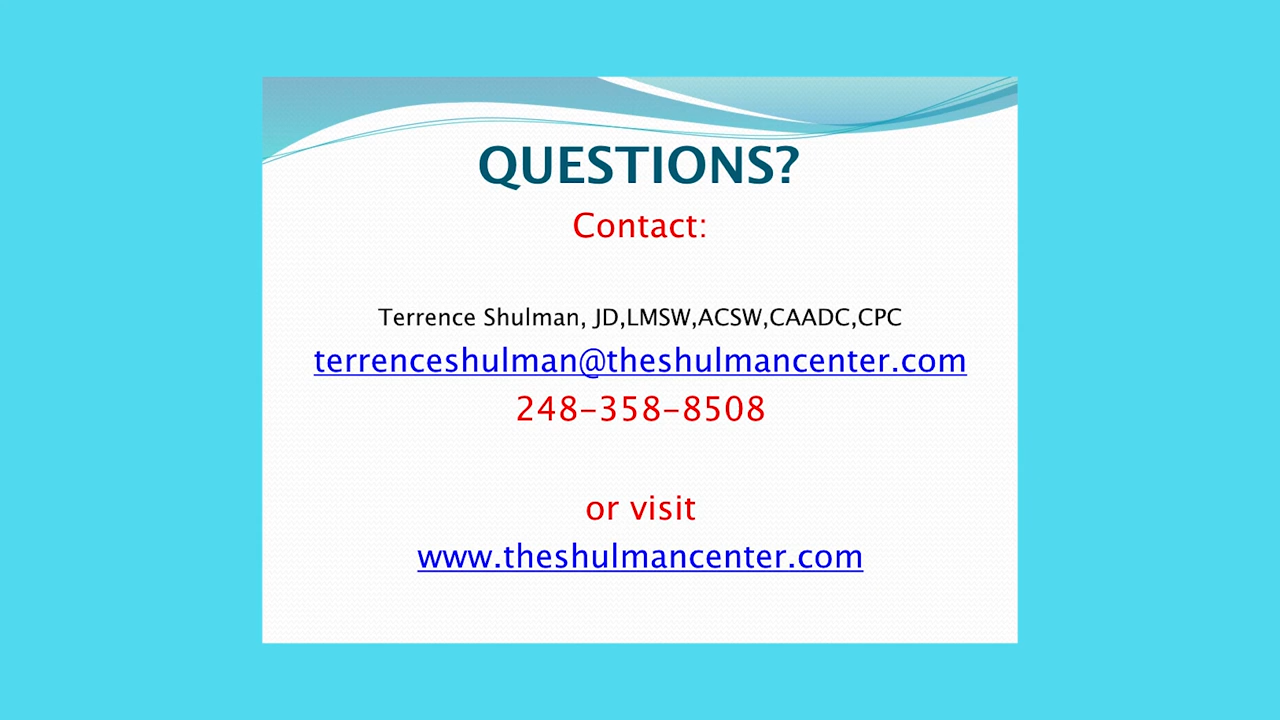 QUESTIONS?
Contact:
Terrence Shulman, JD,LMSW,ACSW,CAADC,CPC
terrenceshulman@theshulmancenter.com
248-358-8508
or visit
www.theshulmancenter.com